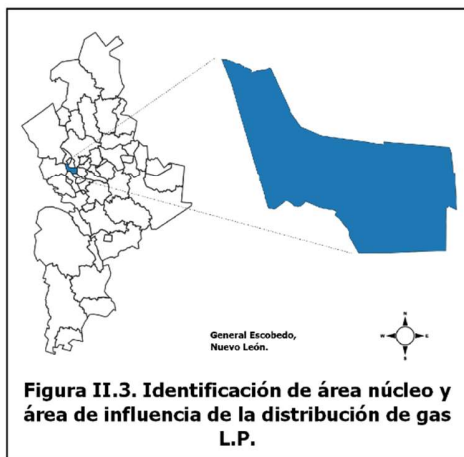 General Escobedo,
Nuevo León.
N
W E
S
Figura II.3. Identificación de área núcleo y
área de influencia de la distribución de gas
L.P.